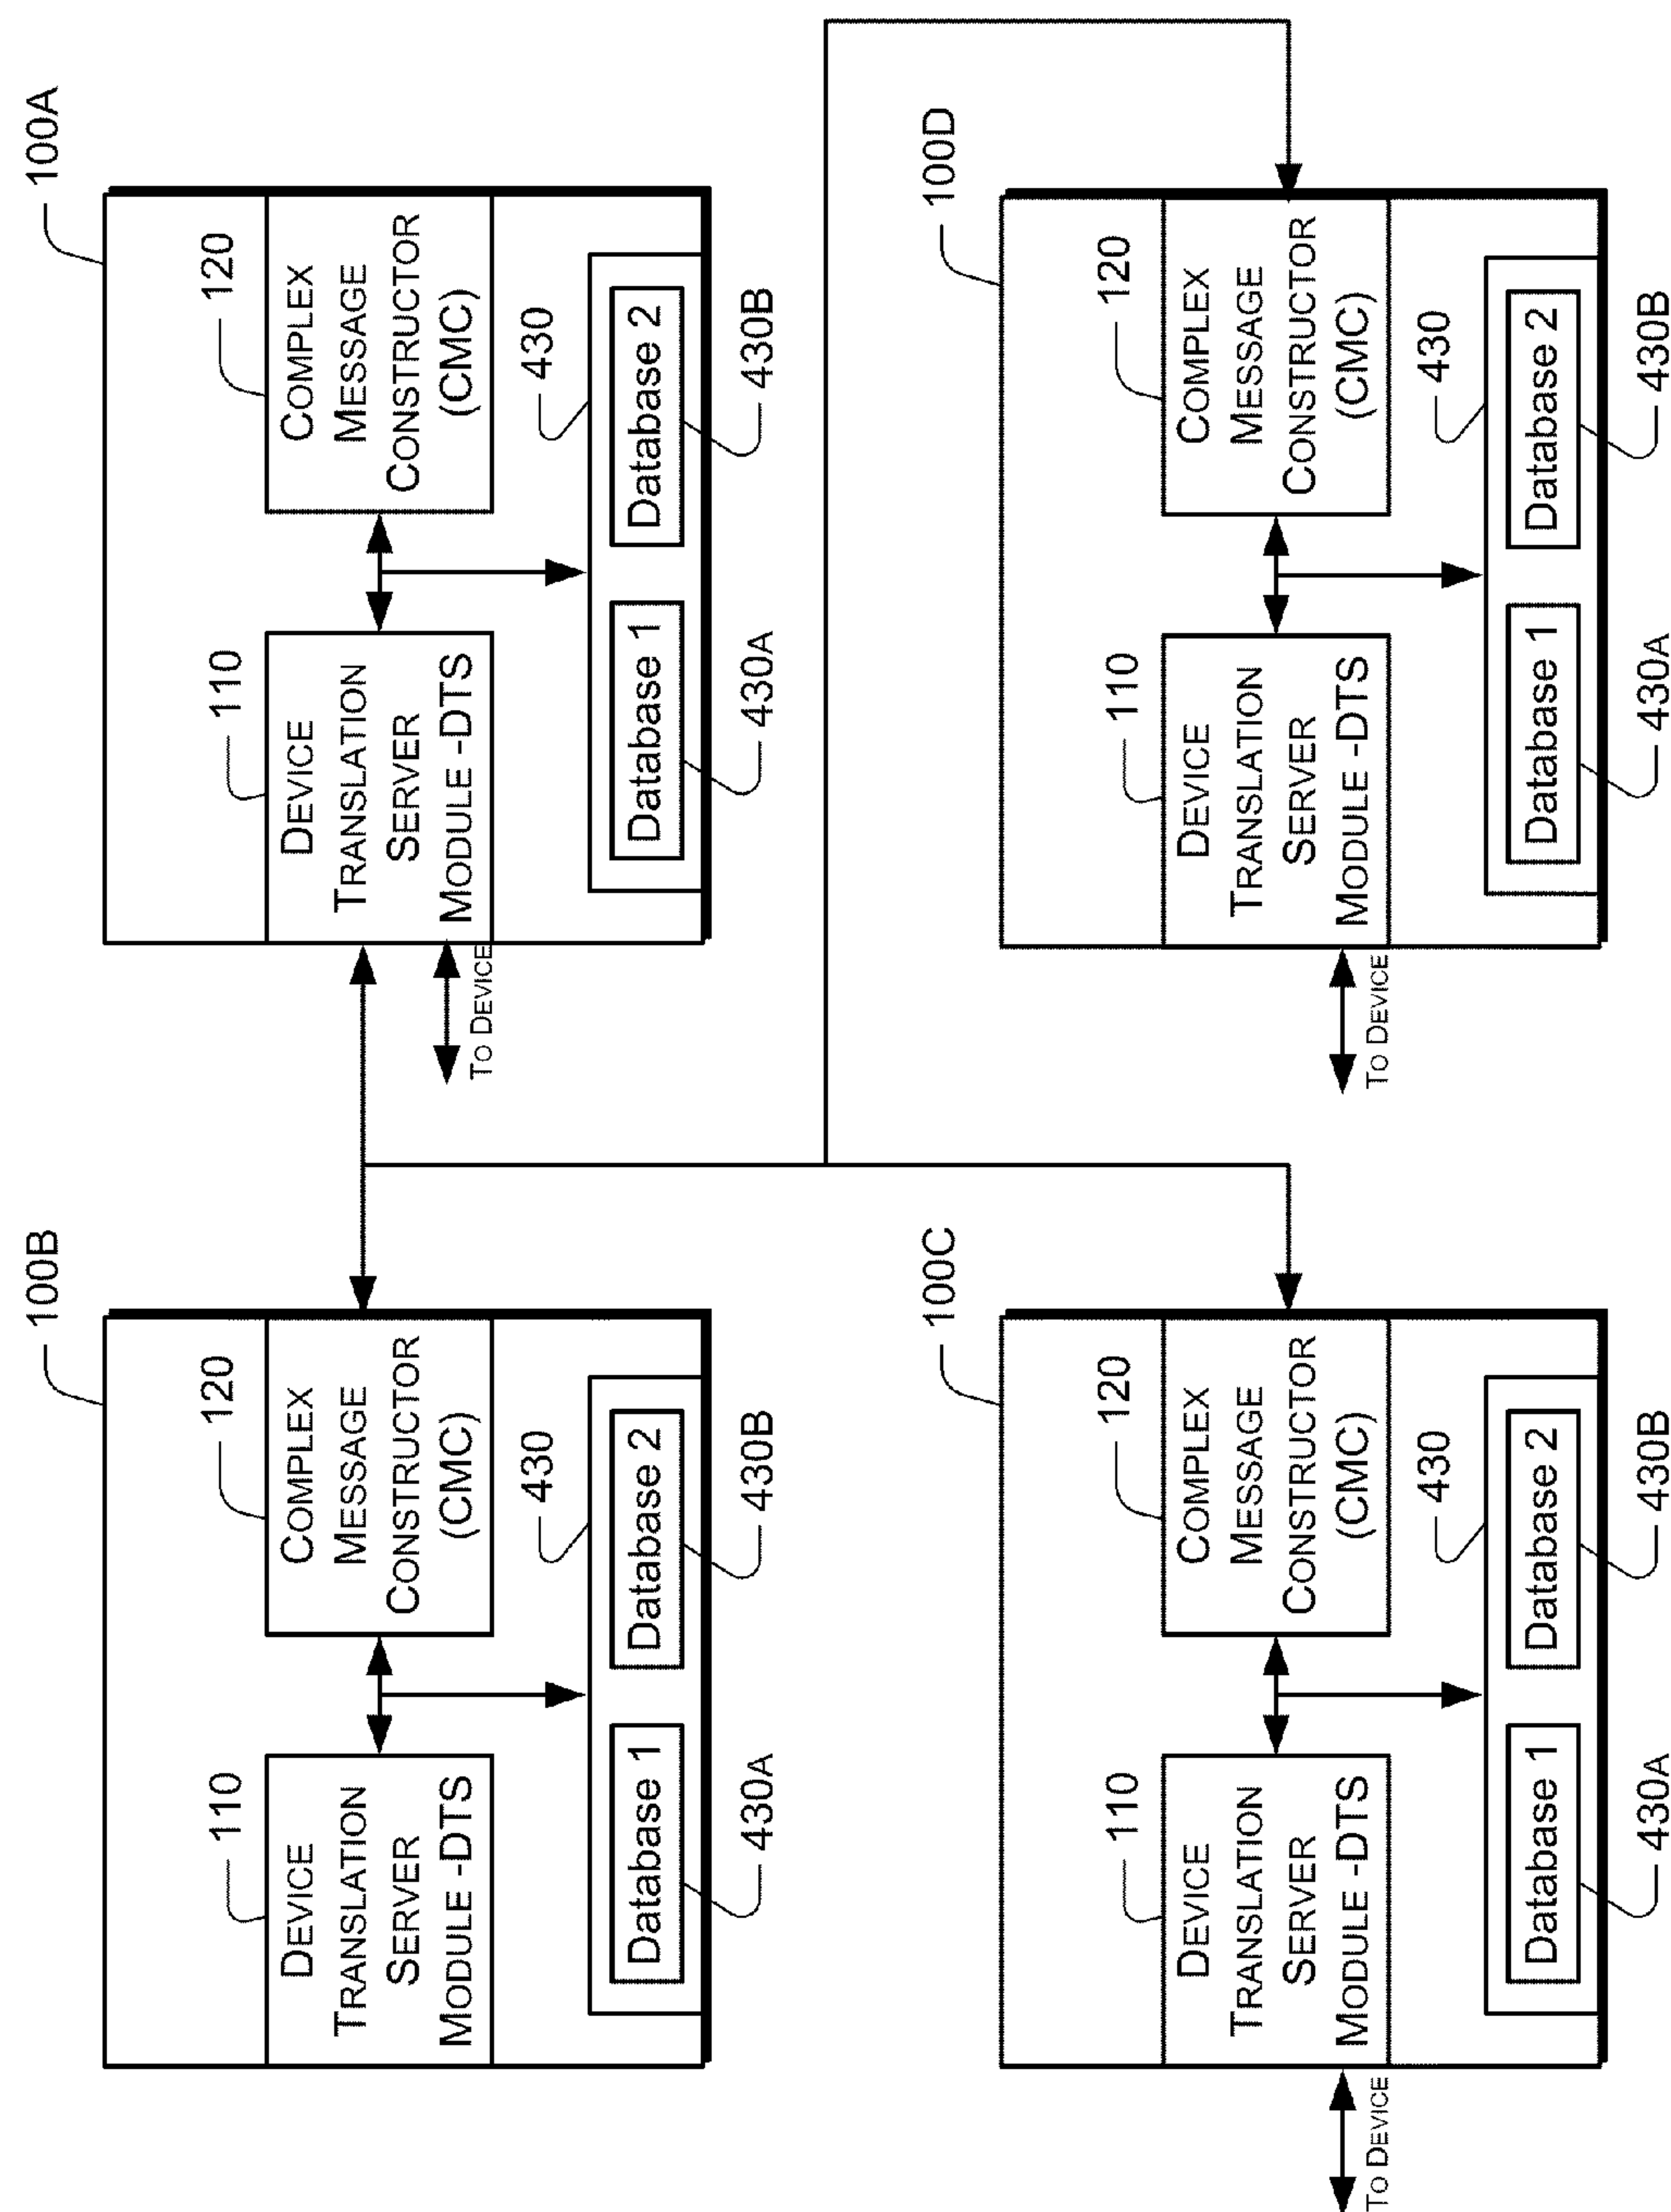 100B
110
120
DEVICE
TRANSLATION
SERVER
MODULE -DTS
COMPLEX
MESSAGE
CONSTRUCTOR
(CMC)
430
Database 1
Database 2
430A
430B
100A
110
120
DEVICE
TRANSLATION
SERVER
MODULE -DTS
COMPLEX
MESSAGE
CONSTRUCTOR
(CMC)
TO DEVICE
430
Database 1
Database 2
430A
430B
100C
110
120
DEVICE
TRANSLATION
SERVER
MODULE -DTS
COMPLEX
MESSAGE
CONSTRUCTOR
(CMC)
TO DEVICE
430
Database 1
Database 2
430A
430B
100D
110
120
DEVICE
TRANSLATION
SERVER
MODULE -DTS
COMPLEX
MESSAGE
CONSTRUCTOR
(CMC)
TO DEVICE
430
Database 1
Database 2
430A
430B